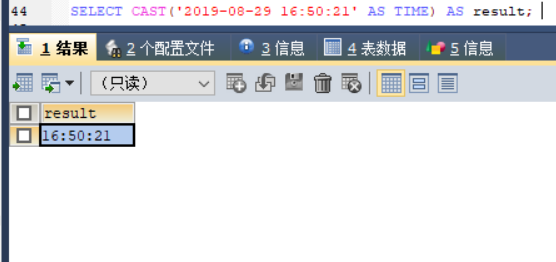 44 SELECT CAST('2019-08-29 16:50:21' AS TIME) AS result;
1 结果 2 个配置文件 3 信息 4 表数据 5 信息
（只读）
result
16:50:21